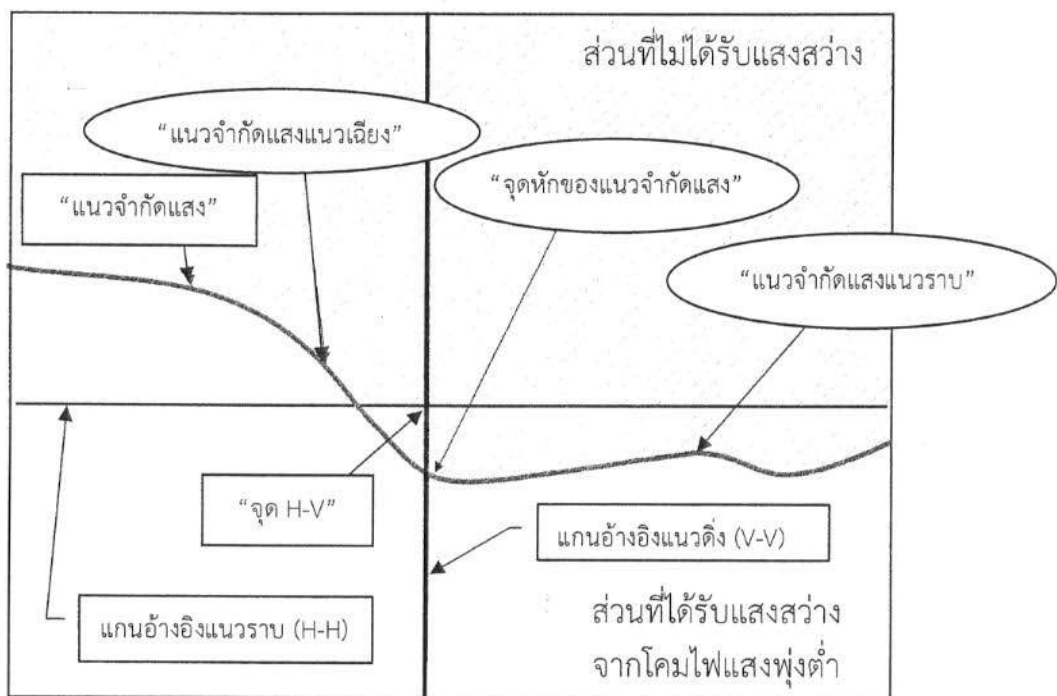 ส่วนที่ไม่ได้รับแสงสว่าง
“แนวจำกัดแสงแนวเฉียง”
“จุดหักของแนวจำกัดแสง”
“แนวจำกัดแสง”
“แนวจำกัดแสงแนวราบ”
“จุด H-V”
แกนอ้างอิงแนวดิ่ง (V-V)
แกนอ้างอิงแนวราบ (H-H)
ส่วนที่ได้รับแสงสว่าง
จากโคมไฟแสงพุ่งต่ำ